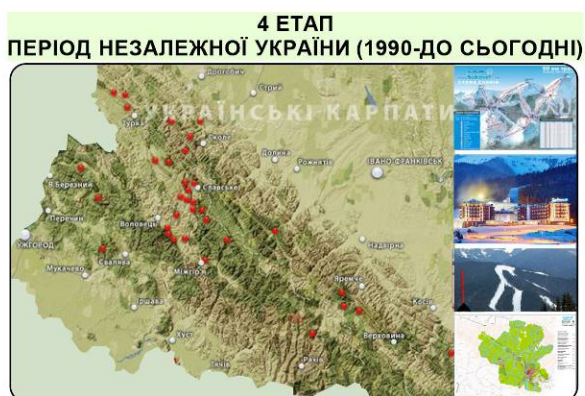 4 ЕТАП
ПЕРІОД НЕЗАЛЕЖНОЇ УКРАЇНИ (1990-ДО СЬОГОДНІ)
УКРАЇНСЬКІ КАРПАТИ
Дрогобич
Стрий
Турка
Сколе
Долина
Рожнятів
ІВАНО-ФРАНКІВСЬК
В.Березний
Славське
Перечин
Воловець
УЖГОРОД
Свалява
Надвірна
Мукачево
Міжгір'я
Яремче
Іршава
Косів
Хуст
Верховина
Тячів
Рахів